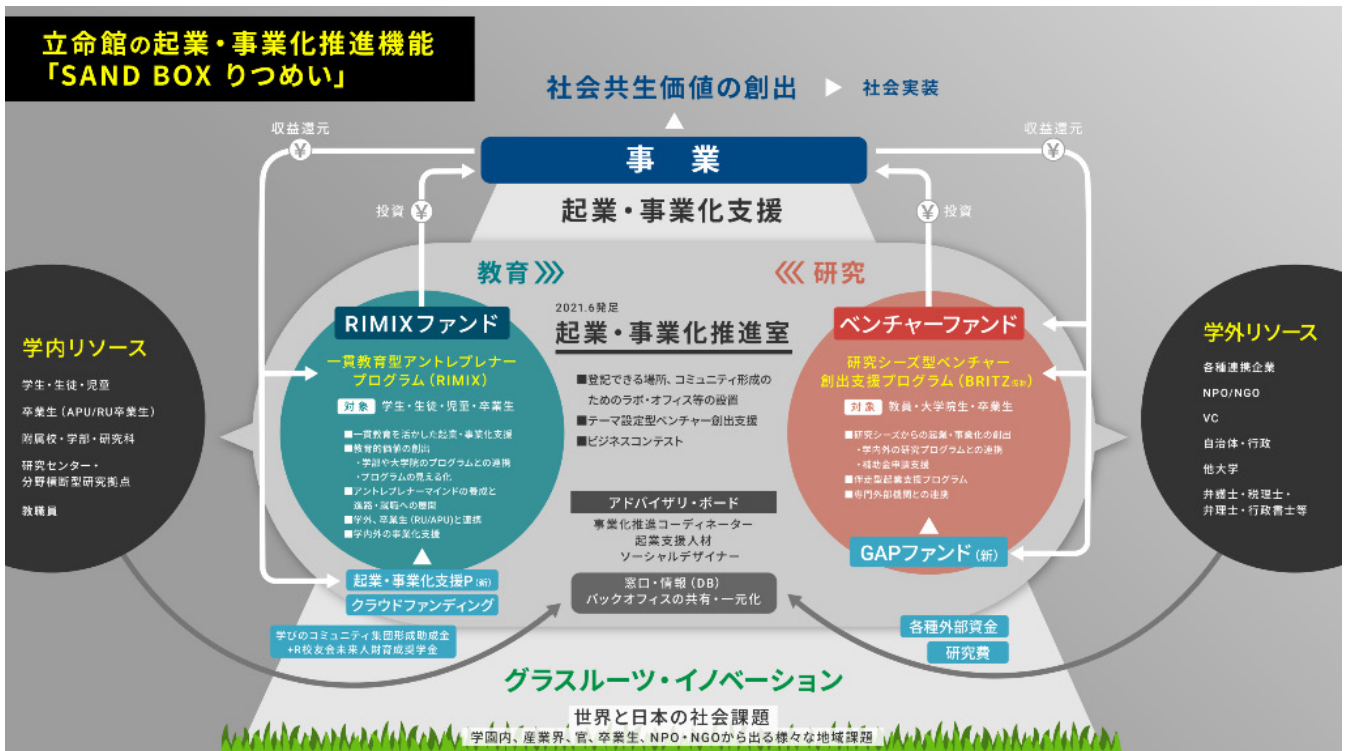 立命館の起業・事業化推進機能
「SAND BOX りつめい」
社会共生価値の創出 ▶ 社会実装
収益還元
¥
収益還元
¥
事 業
投資 ¥
起業・事業化支援
¥ 投資
教育 》》
《《 研究
学内リソース
学生・生徒・児童
卒業生（APU/RU卒業生）
附属校・学部・研究科
研究センター・
分野横断型研究拠点
教職員
RIMIXファンド
一貫教育型アントレプレナー
プログラム（RIMIX）
対象 学生・生徒・児童・卒業生
■一貫教育を活かした起業・事業化支援
■教育的価値の創出
・学部や大学院のプログラムとの連携
・プログラムの見える化
■アントレプレナーマインドの養成と
進路・就職への展開
■学外、卒業生（RU/APU)と連携
■学内外の事業化支援
起業・事業化支援P（新）
クラウドファンディング
学びのコミュニティ集団形成助成金
+R校友会未来人財育成奨学金
2021.6発足
起業・事業化推進室
■登記できる場所、コミュニティ形成の
ためのラボ・オフィス等の設置
■テーマ設定型ベンチャー創出支援
■ビジネスコンテスト
アドバイザリ・ボード
事業化推進コーディネーター
起業支援人材
ソーシャルデザイナー
窓口・情報（DB）
バックオフィスの共有・一元化
ベンチャーファンド
研究シーズ型ベンチャー
創出支援プログラム（BRITZ仮称）
対象 教員・大学院生・卒業生
■研究シーズからの起業・事業化の創出
・学内外の研究プログラムとの連携
・補助金申請支援
■伴走型起業支援プログラム
■専門外部機関との連携
GAPファンド（新）
各種外部資金
研究費
学外リソース
各種連携企業
NPO/NGO
VC
自治体・行政
他大学
弁護士・税理士・
弁理士・行政書士等
グラスルーツ・イノベーション
世界と日本の社会課題
学園内、産業界、官、卒業生、NPO・NGOから出る様々な地域課題